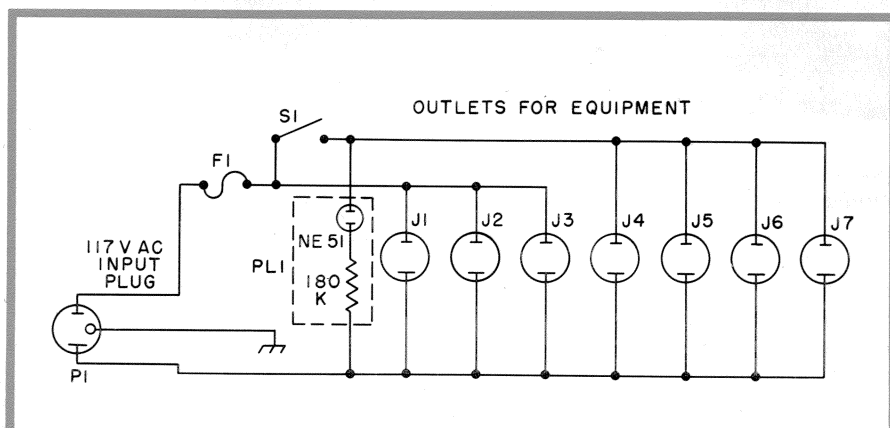 OUTLETS FOR EQUIPMENT
S1
F1
117 V AC
INPUT
PLUG
P1
PL1
NE 51
180
K
J1
J2
J3
J4
J5
J6
J7